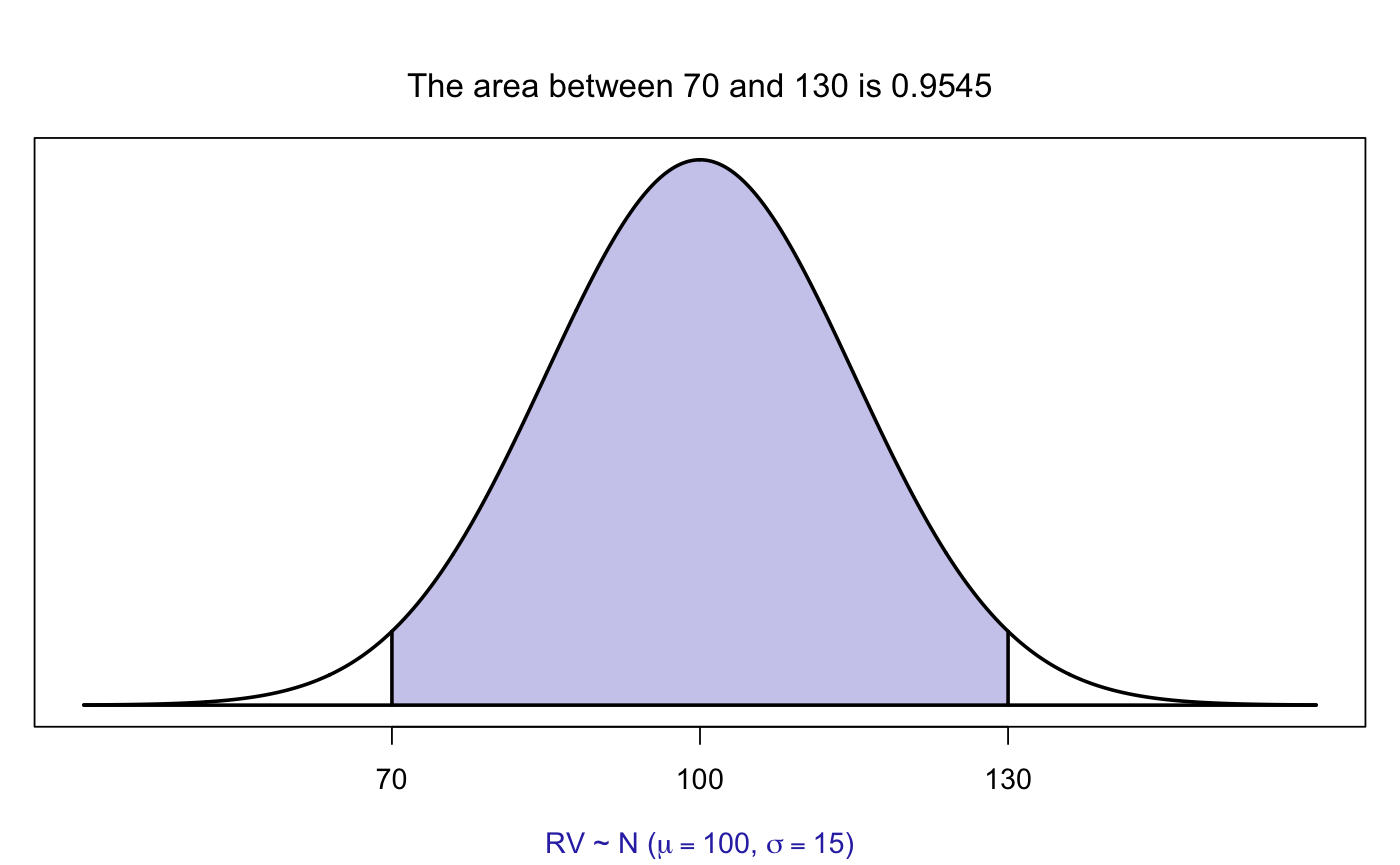 The area between 70 and 130 is 0.9545
70 100 130
RV ~ N (μ = 100, σ = 15)